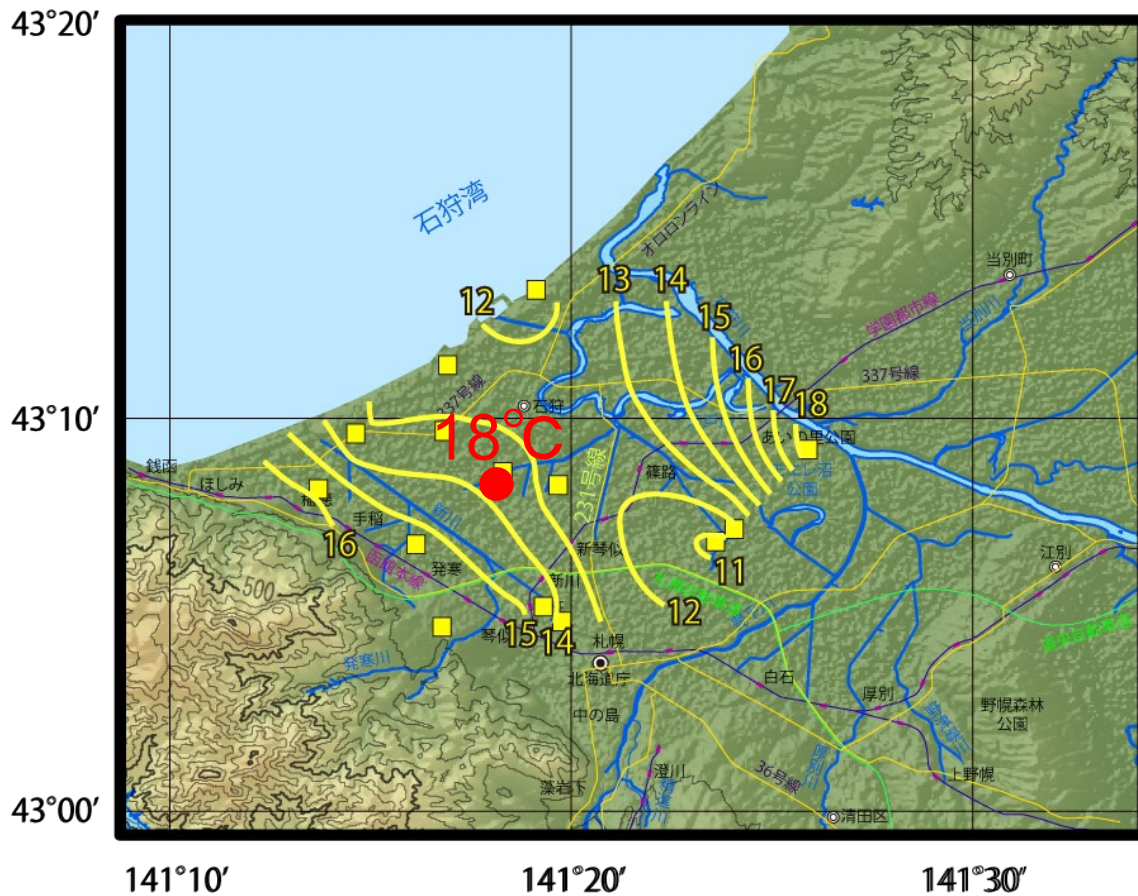 43°20′
石狩湾
オロロンライン
当別町
学園都市線
当別川
12
13
14
15
16
17
18
337号線
337号線
43°10′
石狩
18℃
あいの里公園
公園
銭函
ほしみ
手稲
新川
函館本線
発寒
16
231号線
篠路
新琴似
新川
11
12
江別
500
琴似
15
14
札幌
発寒川
北海道庁
白石
厚別
野幌森林
公園
中の島
澄川
藻岩下
36号線
上野幌
清田区
43°00′
141°10′
141°20′
141°30′